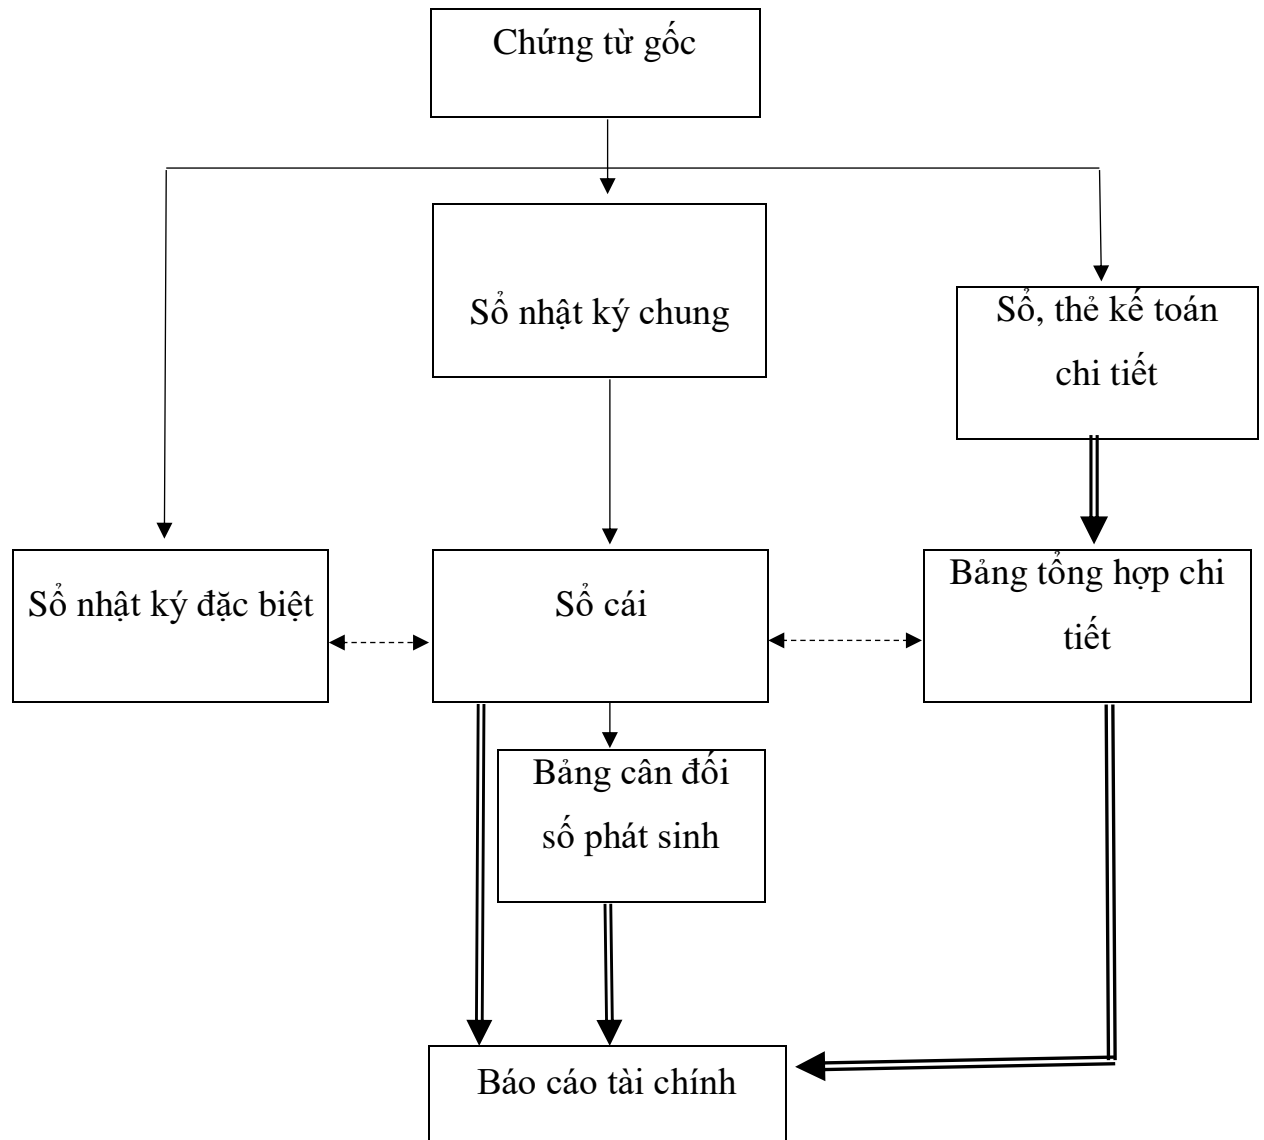 Chứng từ gốc
Sổ nhật ký chung
Sổ, thẻ kế toán
chi tiết
Sổ nhật ký đặc biệt
Sổ cái
Bảng tổng hợp chi
tiết
Bảng cân đối
số phát sinh
Báo cáo tài chính